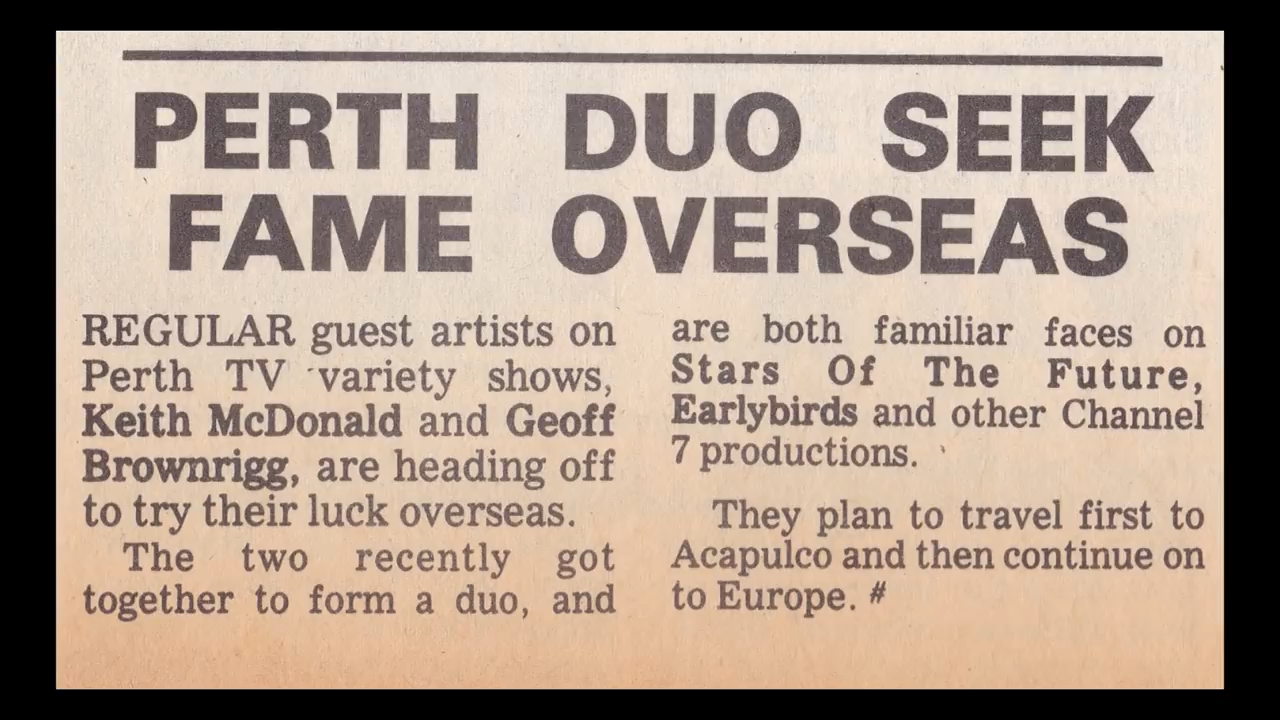 PERTH DUO SEEK
FAME OVERSEAS
REGULAR guest artists on
Perth TV variety shows,
Keith McDonald and Geoff
Brownrigg, are heading off
to try their luck overseas.
The two recently got
together to form a duo, and
are both familiar faces on
Stars Of The Future,
Earlybirds and other Channel
7 productions.
They plan to travel first to
Acapulco and then continue on
to Europe. #